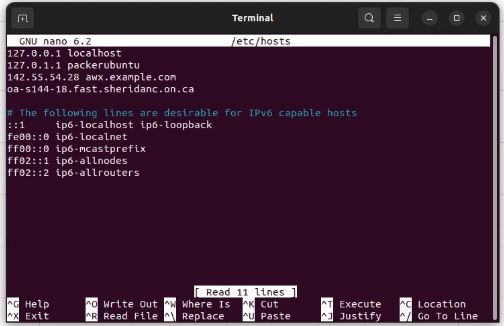 Terminal
GNU nano 6.2 /etc/hosts
127.0.0.1 localhost
127.0.1.1 packerubuntu
142.55.54.28 awx.example.com
oa-s144-18.fast.sheridanc.on.ca
# The following lines are desirable for IPv6 capable hosts
::1 ip6-localhost ip6-loopback
fe00::0 ip6-localnet
ff00::0 ip6-mcastprefix
ff02::1 ip6-allnodes
ff02::2 ip6-allrouters
[ Read 11 lines ]
^G Help ^O Write Out ^W Where Is ^K Cut ^T Execute ^C Location
^X Exit ^R Read File ^\ Replace ^U Paste ^J Justify ^/ Go To Line